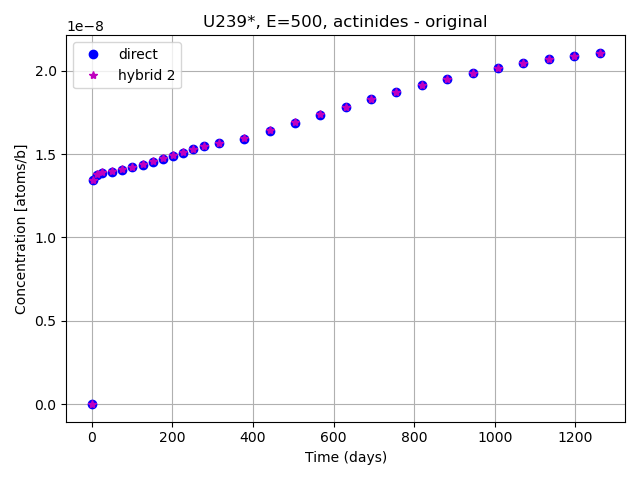 U239*, E=500, actinides - original
1e−8
direct
hybrid 2
2.0
1.5
1.0
0.5
0.0
Concentration [atoms/b]
0 200 400 600 800 1000 1200
Time (days)